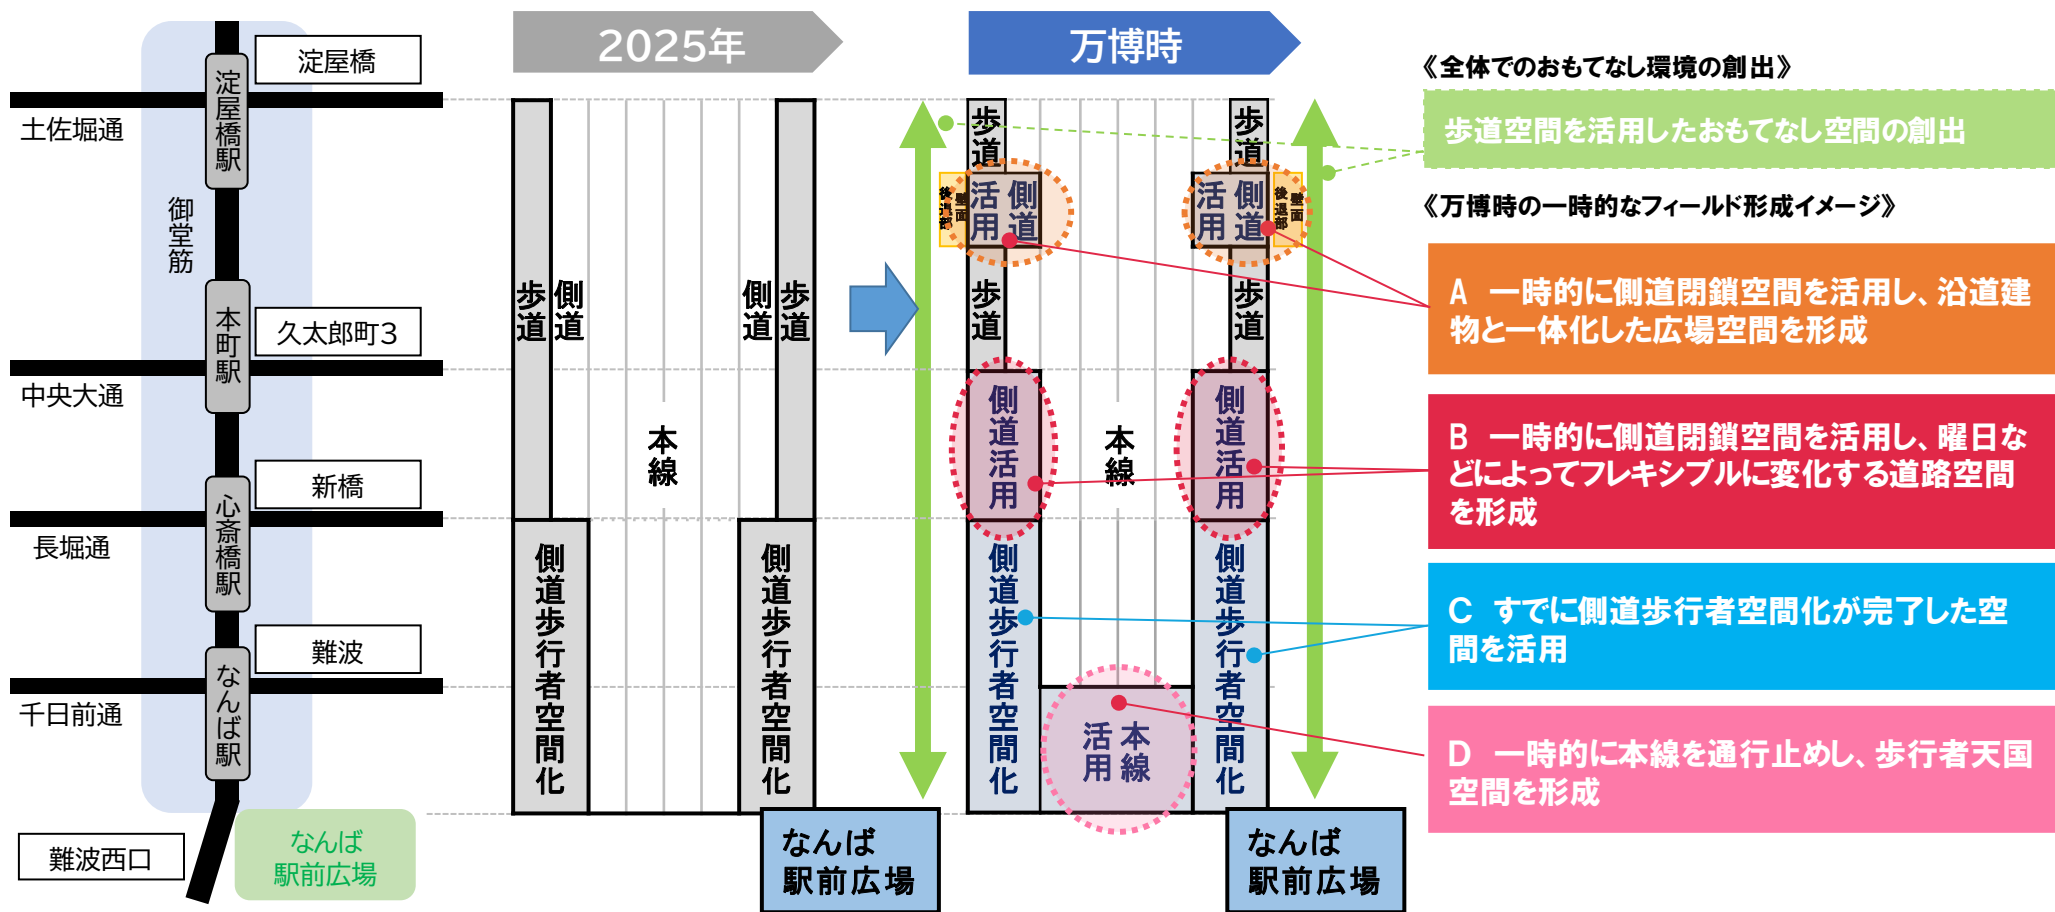 淀屋橋
土佐堀通
淀屋橋駅
御堂筋
本町駅
久太郎町3
中央大通
新橋
心斎橋駅
長堀通
難波
なんば駅
千日前通
難波西口
なんば
駅前広場
2025年
歩道
側道
側道
歩道
本線
側道歩行者空間化
側道歩行者空間化
なんば
駅前広場
万博時
歩道
歩道
壁面
後退部
側道
活用
側道
活用
壁面
後退部
歩道
歩道
側道活用
本線
側道活用
側道歩行者空間化
側道歩行者空間化
本線
活用
なんば
駅前広場
《全体でのおもてなし環境の創出》
歩道空間を活用したおもてなし空間の創出
《万博時の一時的なフィールド形成イメージ》
A 一時的に側道閉鎖空間を活用し、沿道建
物と一体化した広場空間を形成
B 一時的に側道閉鎖空間を活用し、曜日な
どによってフレキシブルに変化する道路空間
を形成
C すでに側道歩行者空間化が完了した空
間を活用
D 一時的に本線を通行止めし、歩行者天国
空間を形成